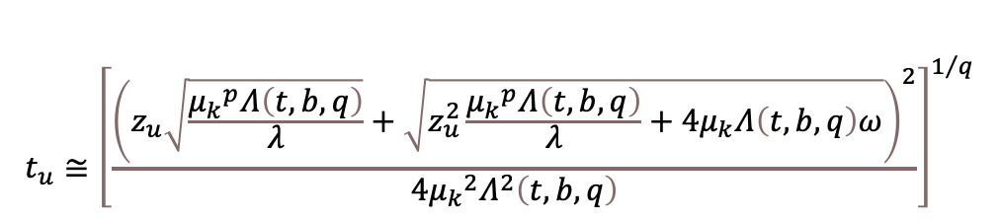 t_u ≅ [ ( z_u √( μ_k^p Λ(t, b, q) / λ ) + √( z_u^2 μ_k^p Λ(t, b, q) / λ + 4μ_k Λ(t, b, q)ω ) )^2 / 4μ_k^2 Λ^2(t, b, q) ]^1/q